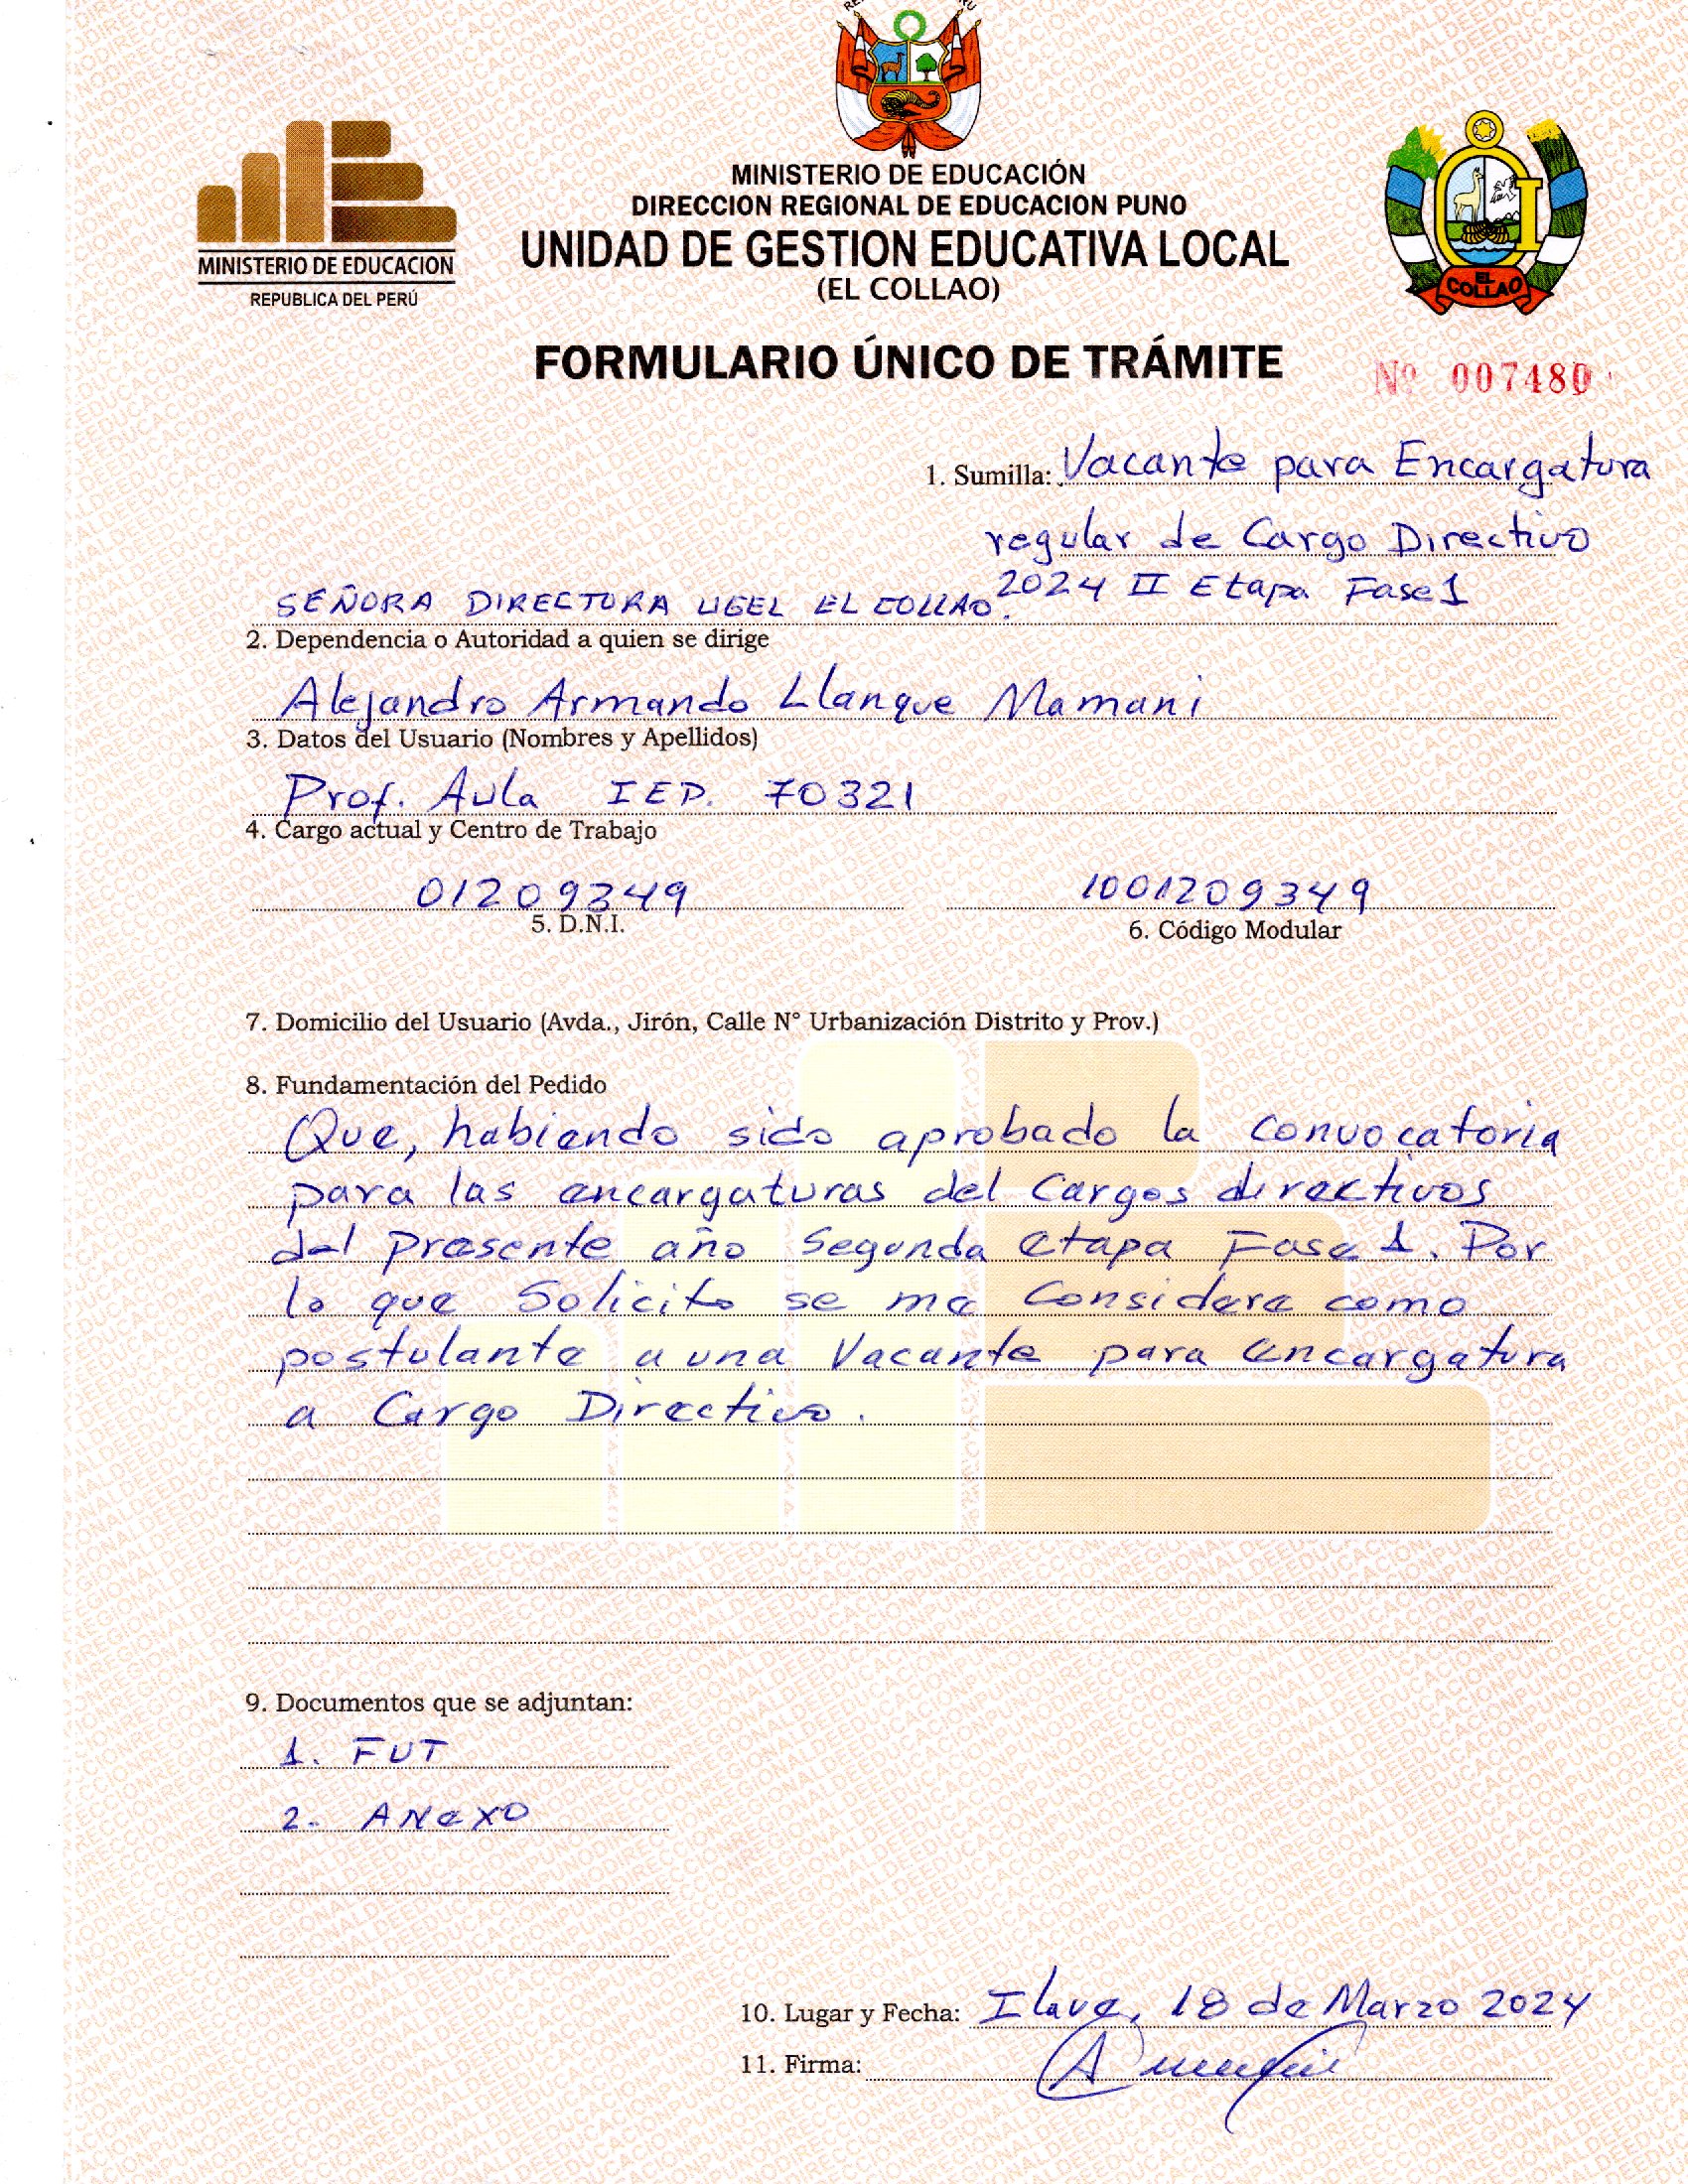 MINISTERIO DE EDUCACION
REPUBLICA DEL PERÚ
MINISTERIO DE EDUCACIÓN
DIRECCION REGIONAL DE EDUCACION PUNO
UNIDAD DE GESTION EDUCATIVA LOCAL
(EL COLLAO)
EL COLLAO
FORMULARIO ÚNICO DE TRÁMITE
Nº 007480
1. Sumilla: Vacante para Encargatura
regular de Cargo Directivo
2024 II Etapa Fase 1
SEÑORA DIRECTORA UGEL EL COLLAO.
2. Dependencia o Autoridad a quien se dirige
Alejandro Armando Llanque Mamani
3. Datos del Usuario (Nombres y Apellidos)
Prof. Aula IEP. 70321
4. Cargo actual y Centro de Trabajo
01209349 1001209349
5. D.N.I. 6. Código Modular
7. Domicilio del Usuario (Avda., Jirón, Calle N° Urbanización Distrito y Prov.)
8. Fundamentación del Pedido
Que, habiendo sido aprobado la convocatoria
para las encargaturas del Cargos directivos
del presente año Segunda etapa Fase 1. Por
lo que Solicito se me Considere como
postulante a una Vacante para encargatura
a Cargo Directivo.
9. Documentos que se adjuntan:
1. FUT
2. ANEXO
10. Lugar y Fecha: Ilave, 18 de Marzo 2024
11. Firma: